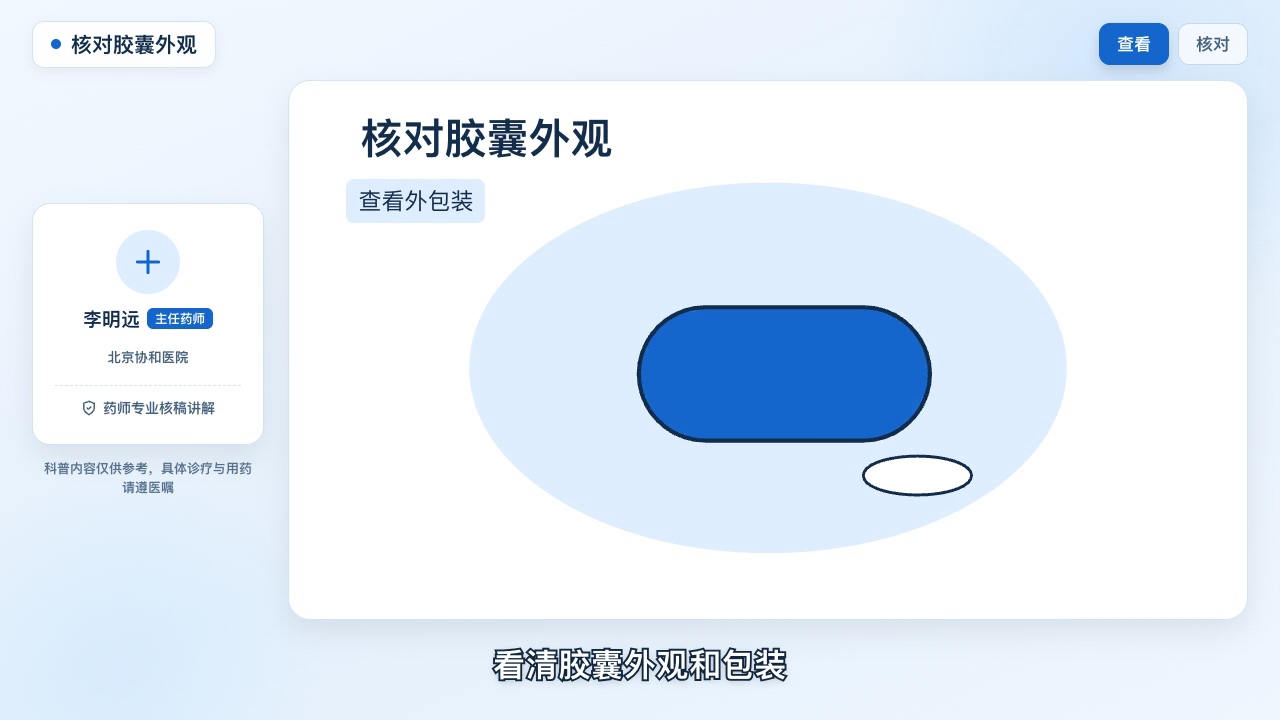 核对胶囊外观
查看
核对
核对胶囊外观
查看外包装
李明远
主任药师
北京协和医院
药师专业核稿讲解
科普内容仅供参考，具体诊疗与用药
请遵医嘱
看清胶囊外观和包装